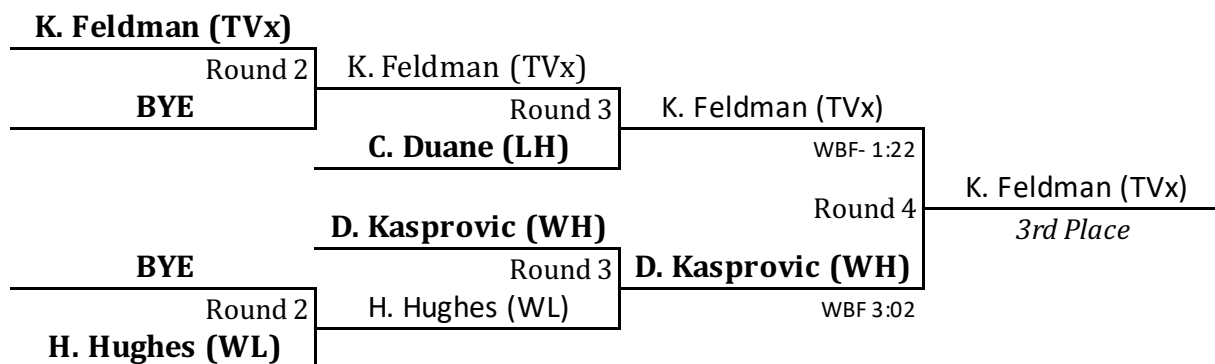 K. Feldman (TVx)
Round 2
K. Feldman (TVx)
BYE
Round 3
K. Feldman (TVx)
C. Duane (LH)
WBF- 1:22
K. Feldman (TVx)
Round 4
3rd Place
D. Kasprovic (WH)
BYE
Round 3
D. Kasprovic (WH)
Round 2
H. Hughes (WL)
WBF 3:02
H. Hughes (WL)